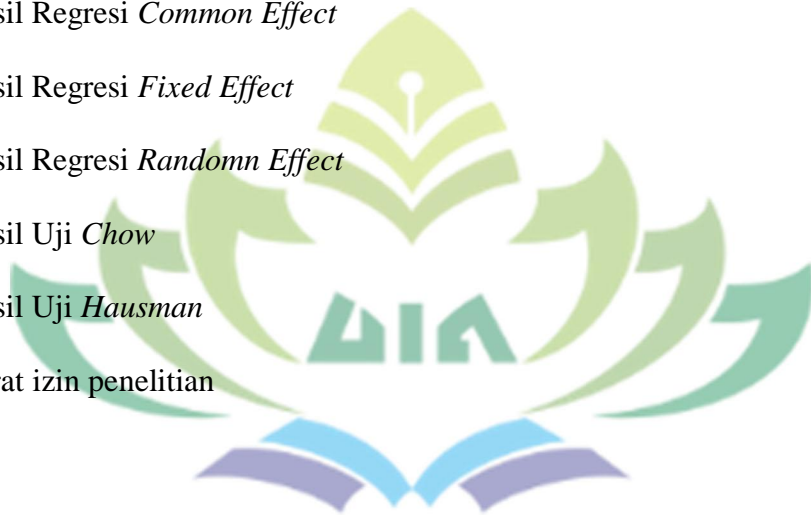 sil Regresi Common Effect
sil Regresi Fixed Effect
sil Regresi Randomn Effect
sil Uji Chow
sil Uji Hausman
rat izin penelitian